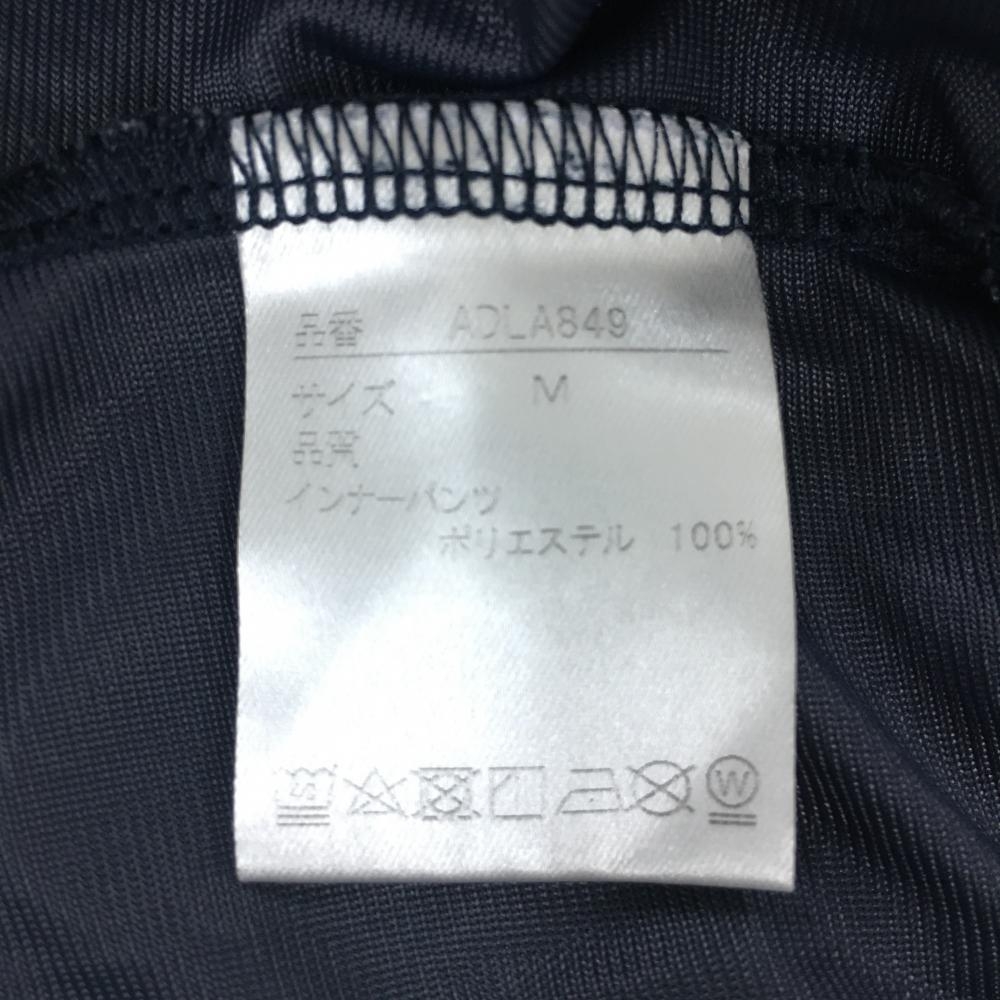 品番 ADLA849
サイズ M
品質
インナーパンツ
ポリエステル 100%
W